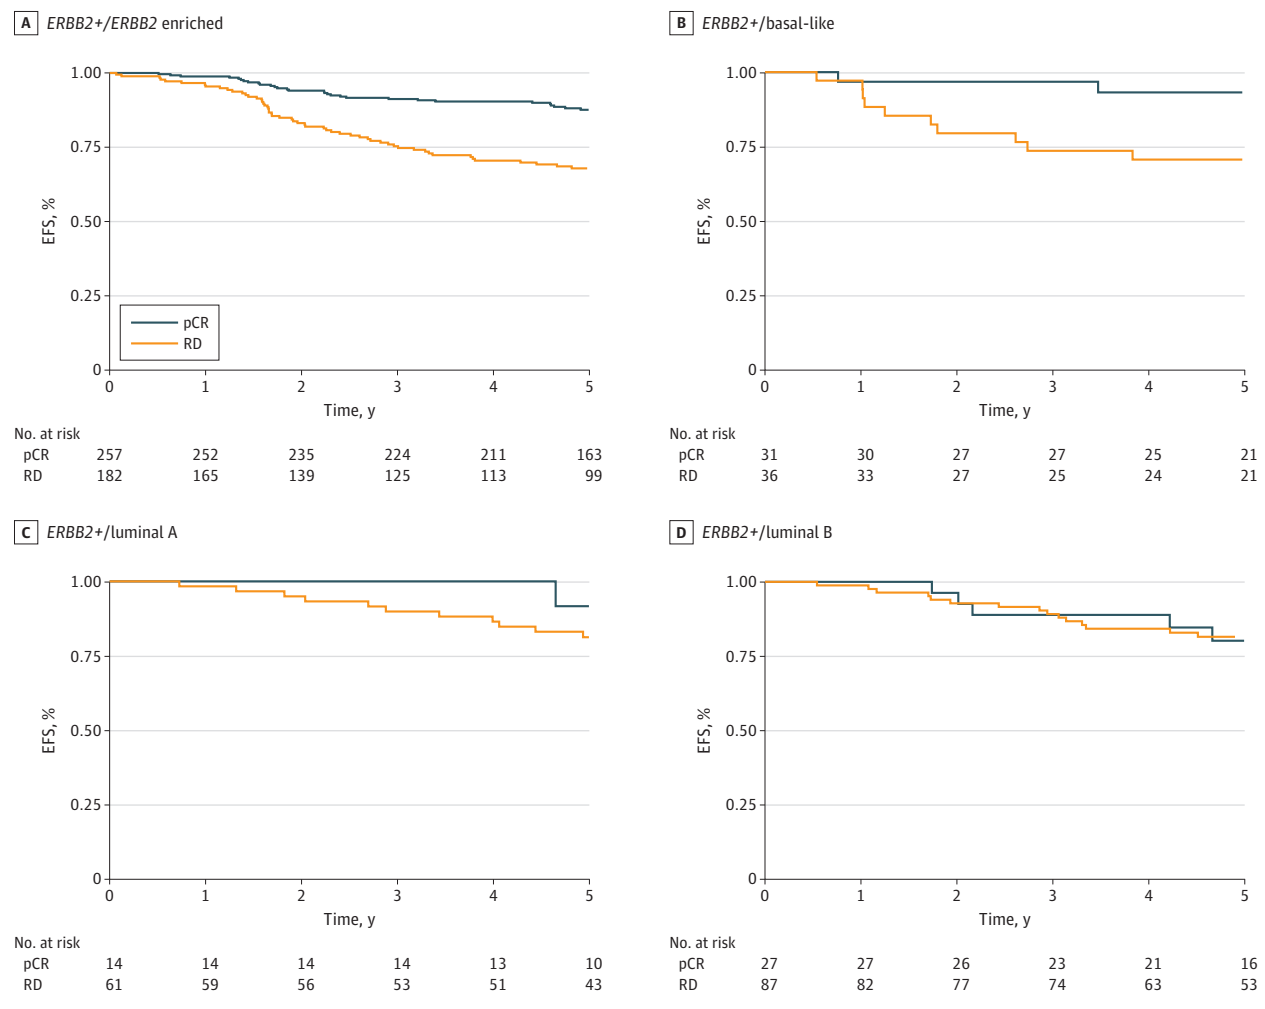 A ERBB2+/ERBB2 enriched
1.00
0.75
0.50
0.25
0
EFS, %
pCR
RD
0 1 2 3 4 5
Time, y
No. at risk
pCR 257 252 235 224 211 163
RD 182 165 139 125 113 99
B ERBB2+/basal-like
1.00
0.75
0.50
0.25
0
EFS, %
0 1 2 3 4 5
Time, y
No. at risk
pCR 31 30 27 27 25 21
RD 36 33 27 25 24 21
C ERBB2+/luminal A
1.00
0.75
0.50
0.25
0
EFS, %
0 1 2 3 4 5
Time, y
No. at risk
pCR 14 14 14 14 13 10
RD 61 59 56 53 51 43
D ERBB2+/luminal B
1.00
0.75
0.50
0.25
0
EFS, %
0 1 2 3 4 5
Time, y
No. at risk
pCR 27 27 26 23 21 16
RD 87 82 77 74 63 53